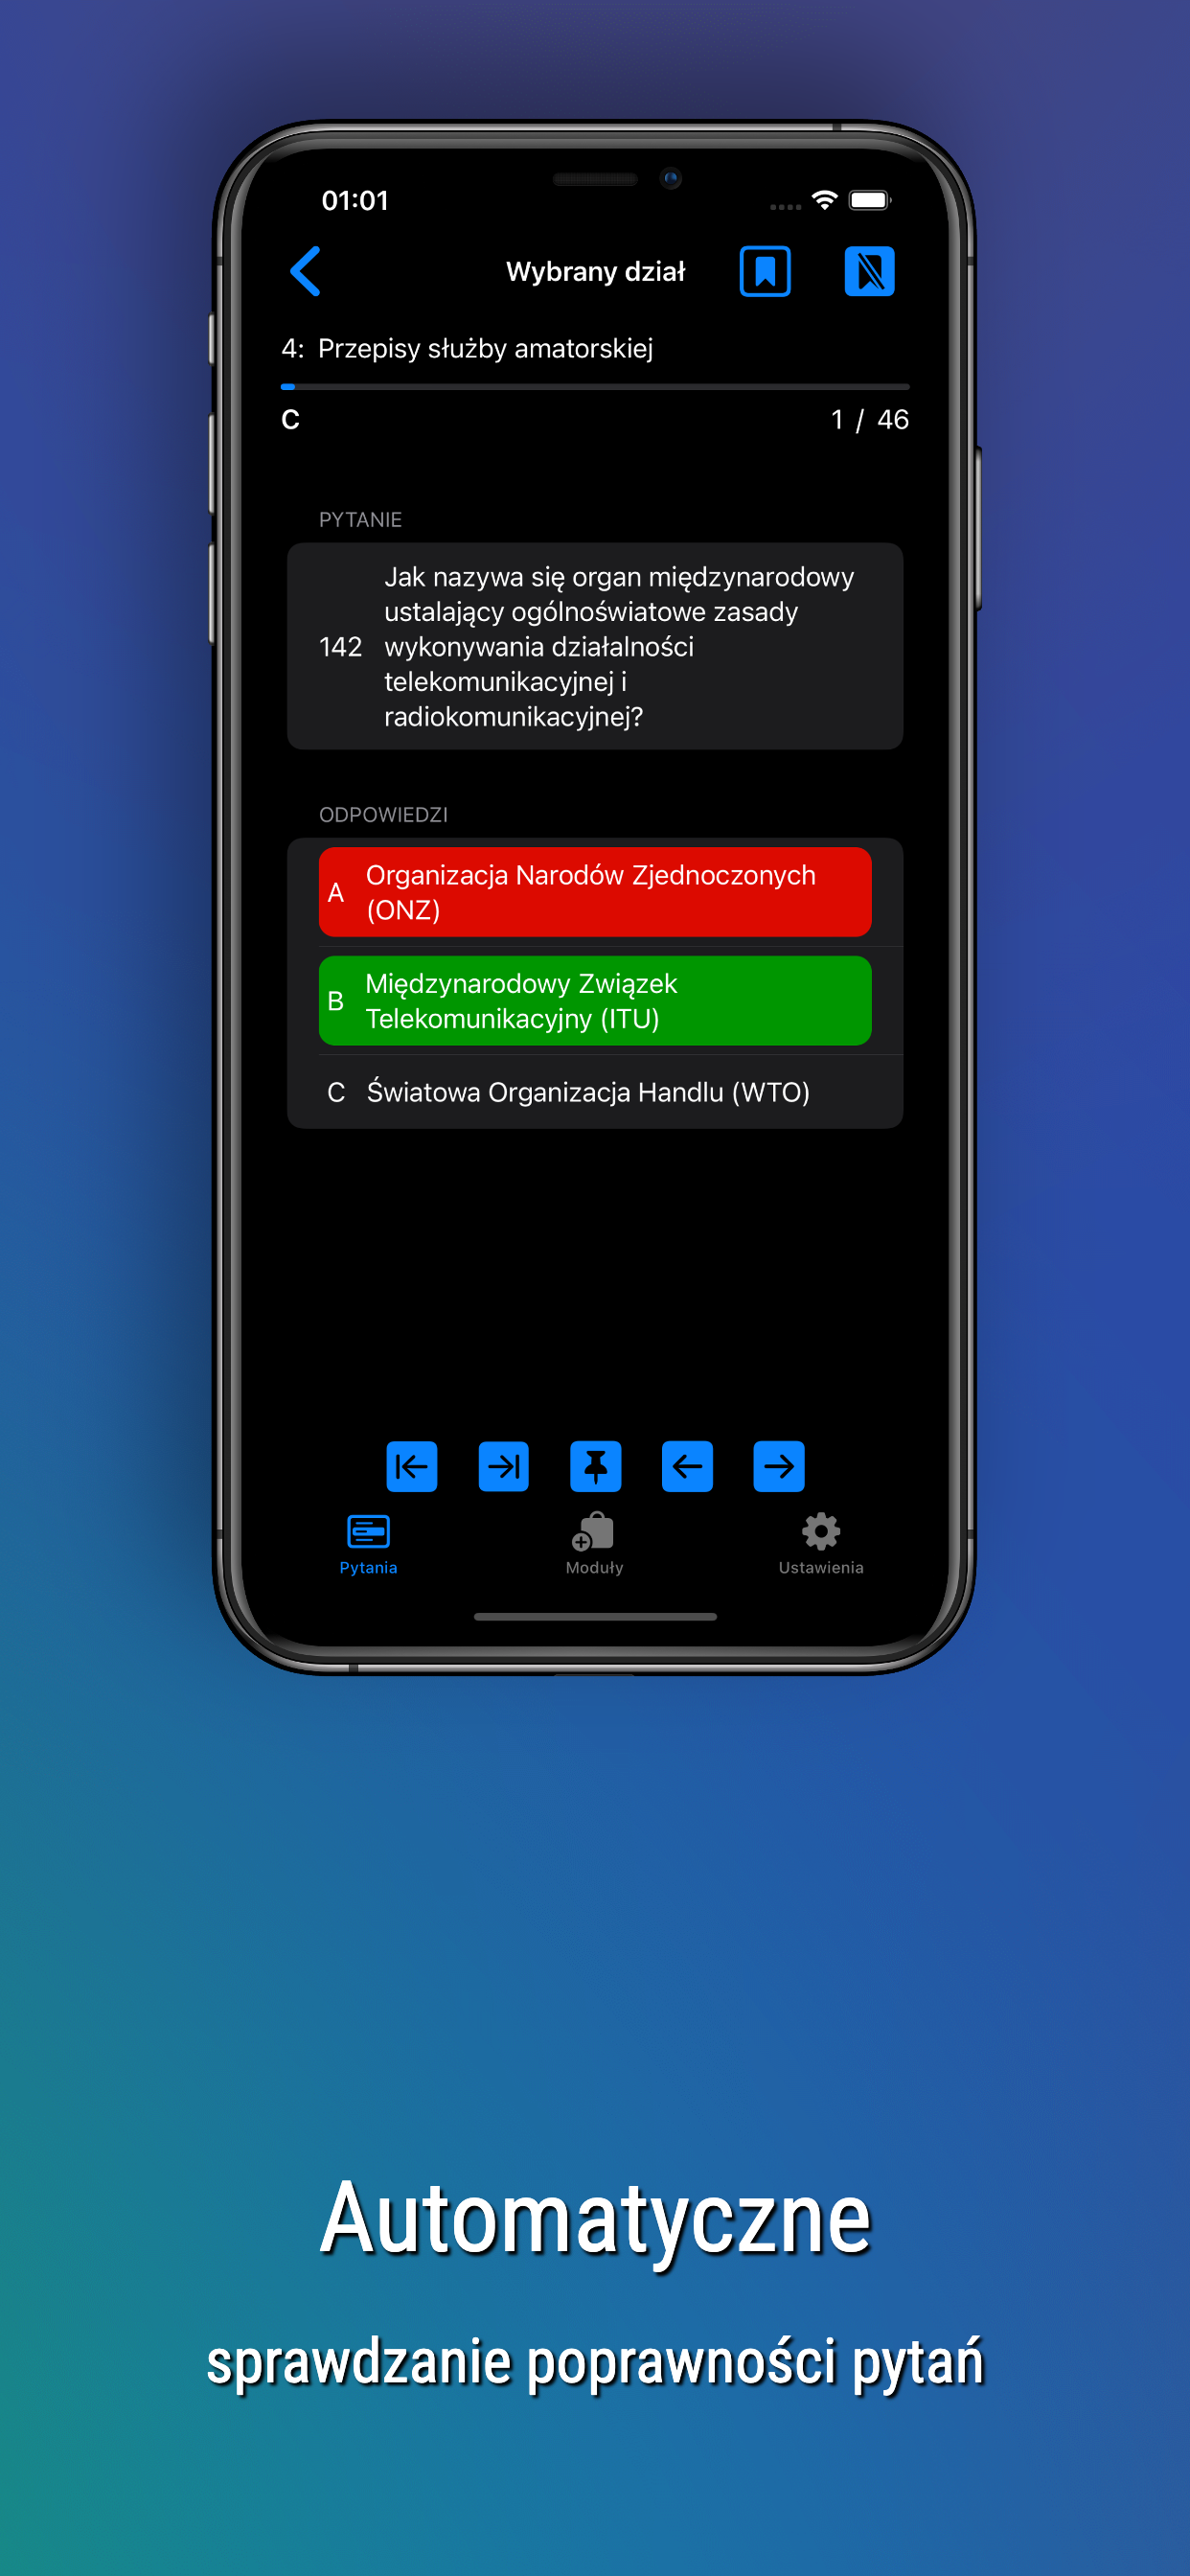 01:01
Wybrany dział
4: Przepisy służby amatorskiej
C 1 / 46
PYTANIE
142
Jak nazywa się organ międzynarodowy
ustalający ogólnoświatowe zasady
wykonywania działalności
telekomunikacyjnej i
radiokomunikacyjnej?
ODPOWIEDZI
A
Organizacja Narodów Zjednoczonych
(ONZ)
B
Międzynarodowy Związek
Telekomunikacyjny (ITU)
C Światowa Organizacja Handlu (WTO)
Pytania Moduły Ustawienia
Automatyczne
sprawdzanie poprawności pytań